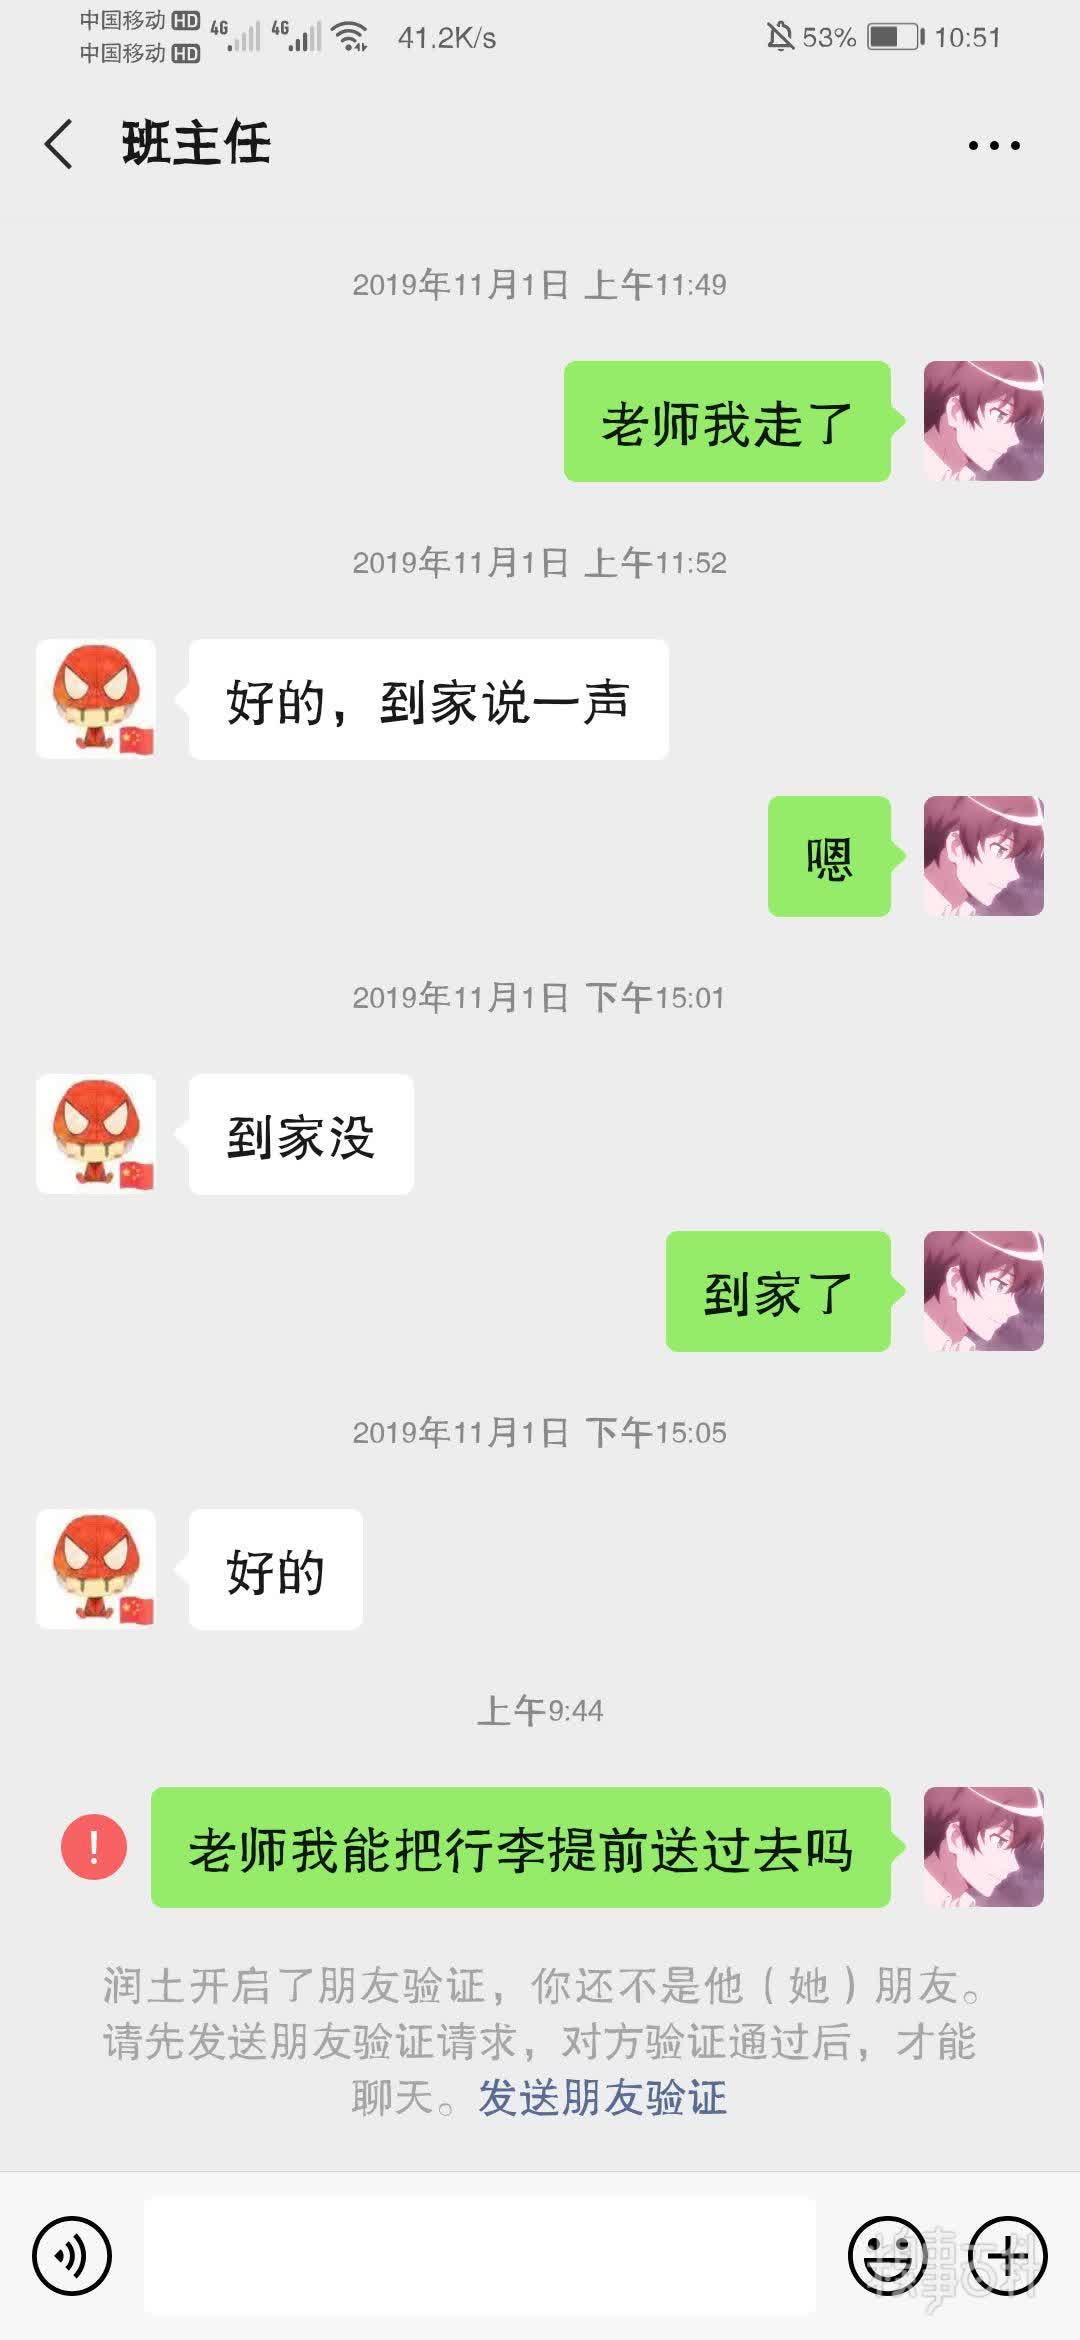 中国移动 HD 4G 4G 41.2K/s 53% 10:51
中国移动 HD
班主任
2019年11月1日 上午11:49
老师我走了
2019年11月1日 上午11:52
好的，到家说一声
嗯
2019年11月1日 下午15:01
到家没
到家了
2019年11月1日 下午15:05
好的
上午9:44
老师我能把行李提前送过去吗
润土开启了朋友验证，你还不是他（她）朋友。
请先发送朋友验证请求，对方验证通过后，才能
聊天。发送朋友验证
糗事百科